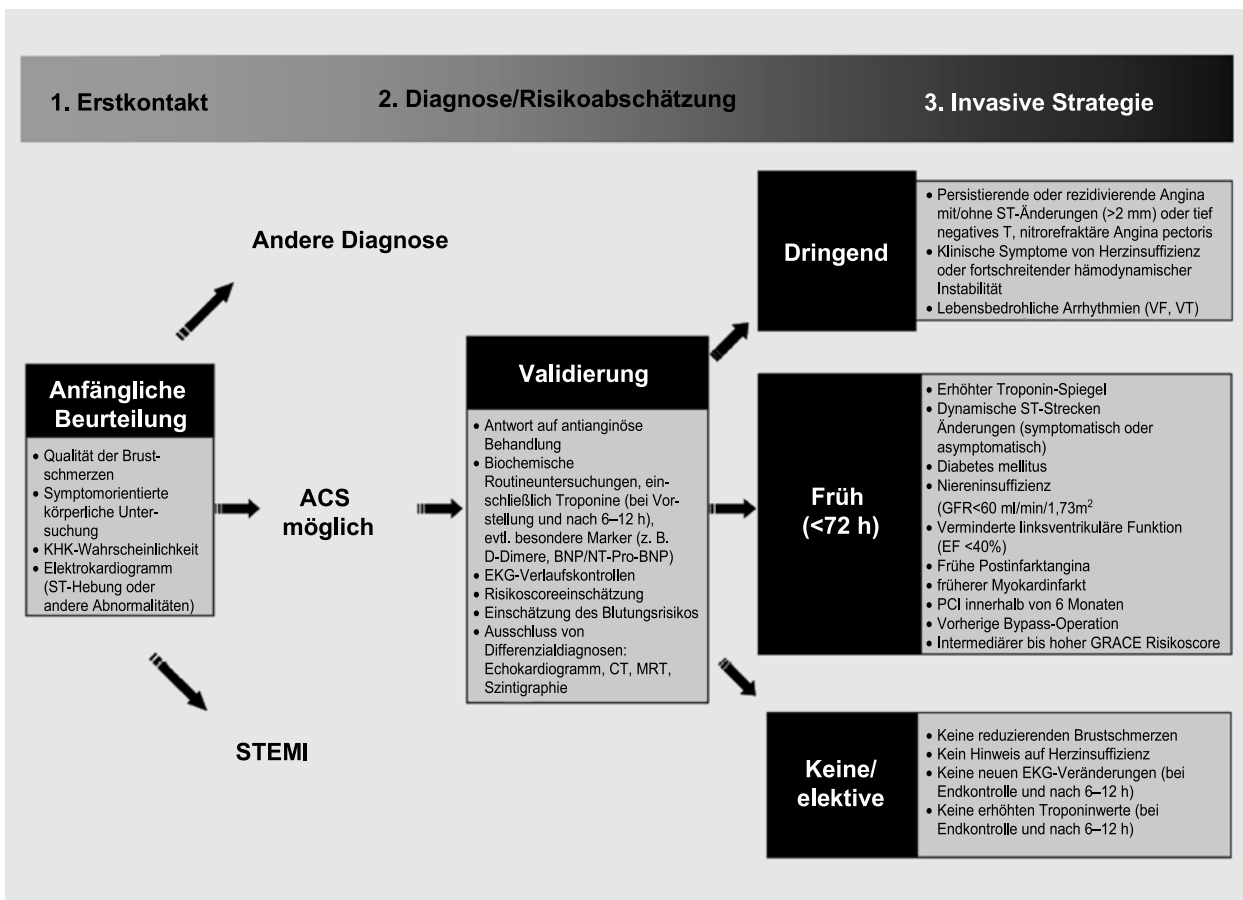 1. Erstkontakt
2. Diagnose/Risikoabschätzung
3. Invasive Strategie
Andere Diagnose
Anfängliche
Beurteilung
• Qualität der Brust-
schmerzen
• Symptomorientierte
körperliche Unter-
suchung
• KHK-Wahrscheinlichkeit
• Elektrokardiogramm
(ST-Hebung oder
andere Abnormalitäten)
ACS
möglich
STEMI
Validierung
• Antwort auf antianginöse
Behandlung
• Biochemische
Routineuntersuchungen, ein-
schließlich Troponine (bei Vor-
stellung und nach 6–12 h),
evtl. besondere Marker (z. B.
D-Dimere, BNP/NT-Pro-BNP)
• EKG-Verlaufskontrollen
• Risikoscoreeinschätzung
• Einschätzung des Blutungsrisikos
• Ausschluss von
Differenzialdiagnosen:
Echokardiogramm, CT, MRT,
Szintigraphie
Dringend
• Persistierende oder rezidivierende Angina
mit/ohne ST-Änderungen (>2 mm) oder tief
negatives T, nitrorefraktäre Angina pectoris
• Klinische Symptome von Herzinsuffizienz
oder fortschreitender hämodynamischer
Instabilität
• Lebensbedrohliche Arrhythmien (VF, VT)
Früh
(<72 h)
• Erhöhter Troponin-Spiegel
• Dynamische ST-Strecken
Änderungen (symptomatisch oder
asymptomatisch)
• Diabetes mellitus
• Niereninsuffizienz
(GFR<60 ml/min/1,73m²
• Verminderte linksventrikuläre Funktion
(EF <40%)
• Frühe Postinfarktangina
• früherer Myokardinfarkt
• PCI innerhalb von 6 Monaten
• Vorherige Bypass-Operation
• Intermediärer bis hoher GRACE Risikoscore
Keine/
elektive
• Keine reduzierenden Brustschmerzen
• Kein Hinweis auf Herzinsuffizienz
• Keine neuen EKG-Veränderungen (bei
Endkontrolle und nach 6–12 h)
• Keine erhöhten Troponinwerte (bei
Endkontrolle und nach 6–12 h)